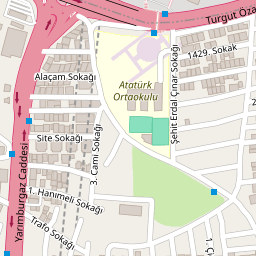 Turgut Öza
1429. Sokak
Alaçam Sokağı
Atatürk
Ortaokulu
Şehit Erdal Çınar Sokağı
Site Sokağı
3. Cami Sokağı
Yarımburgaz Caddesi
1. Hanımeli Sokağı
Trafo Sokağı
Ç. 1.